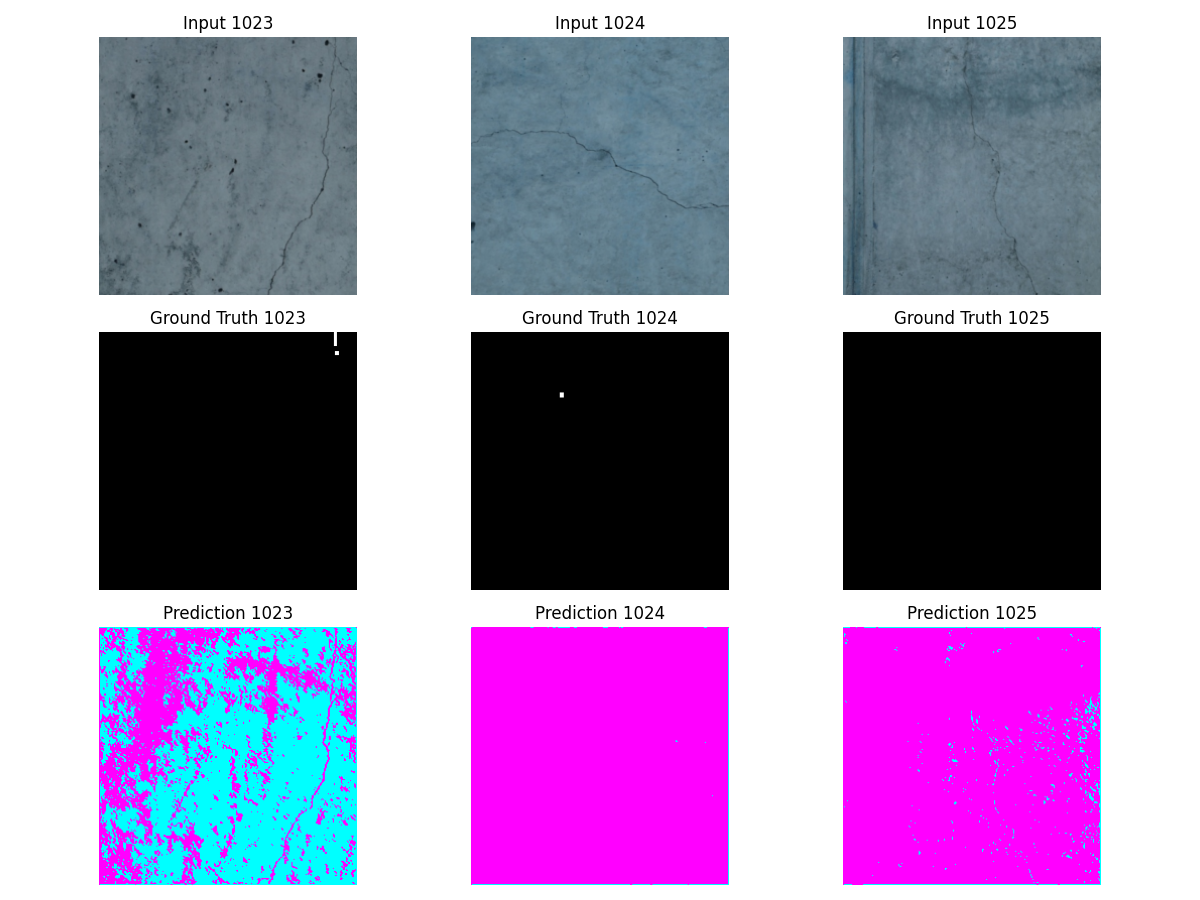 Input 1023
Input 1024
Input 1025
Ground Truth 1023
Ground Truth 1024
Ground Truth 1025
Prediction 1023
Prediction 1024
Prediction 1025